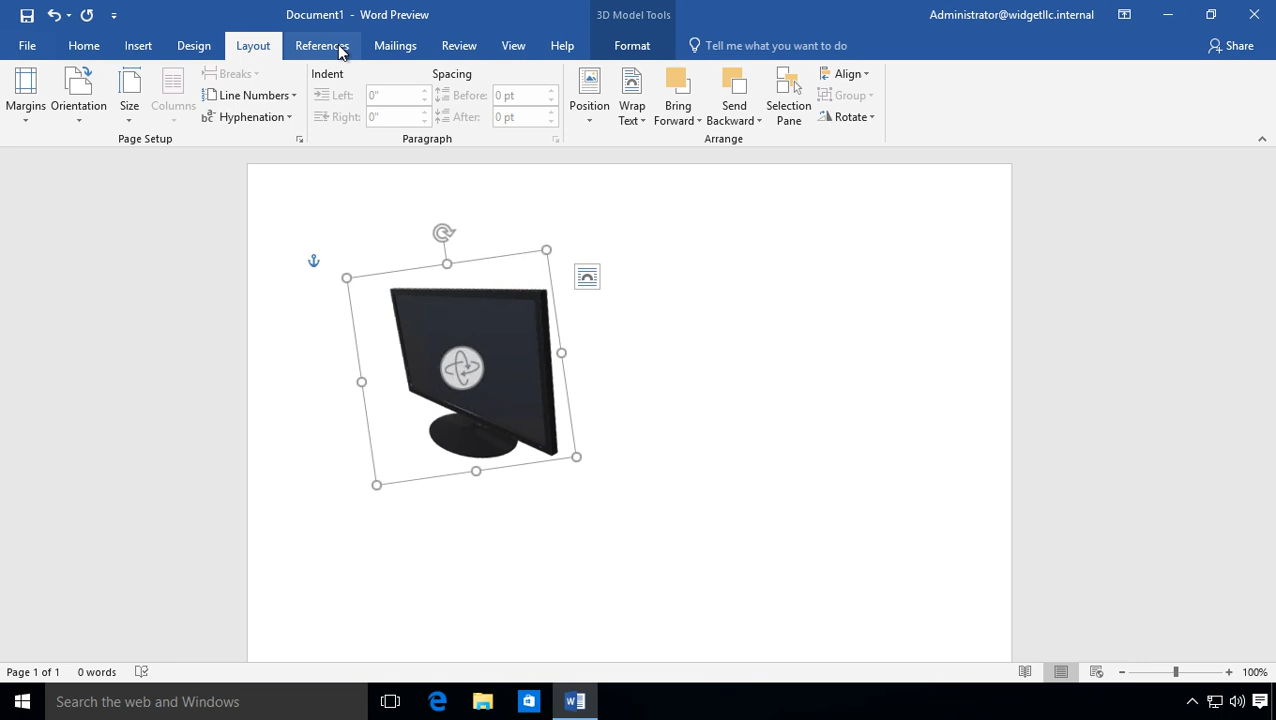 Document1 - Word Preview
3D Model Tools
Administrator@widgetllc.internal
File Home Insert Design Layout References Mailings Review View Help Format Tell me what you want to do Share
Margins
Orientation
Size
Columns
Breaks
Line Numbers
Hyphenation
Page Setup
Indent Spacing
Left: 0" Before: 0 pt
Right: 0" After: 0 pt
Paragraph
Position
Wrap Text
Bring Forward
Send Backward
Selection Pane
Align
Group
Rotate
Arrange
Page 1 of 1 0 words 100%
Search the web and Windows